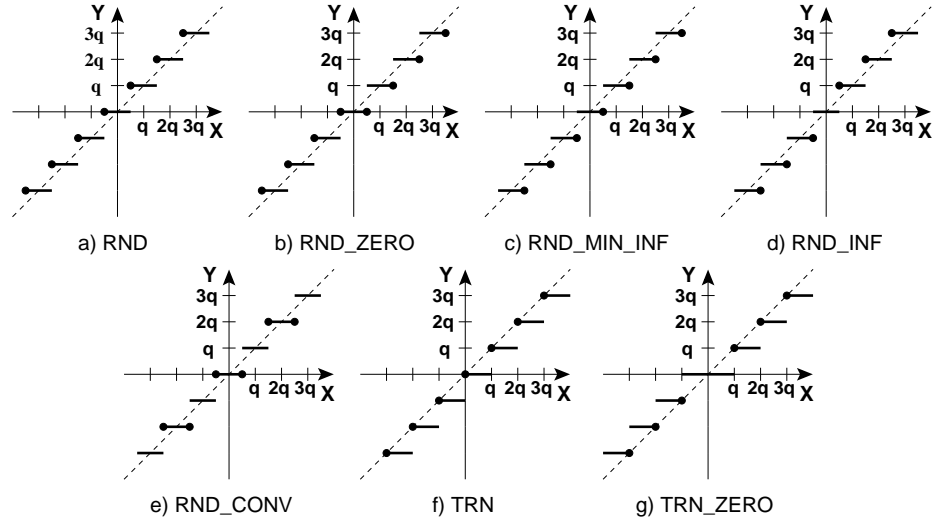 Y
3q
2q
q
q 2q 3q X
a) RND
Y
3q
2q
q
q 2q 3q X
b) RND_ZERO
Y
3q
2q
q
q 2q 3q X
c) RND_MIN_INF
Y
3q
2q
q
q 2q 3q X
d) RND_INF
Y
3q
2q
q
q 2q 3q X
e) RND_CONV
Y
3q
2q
q
q 2q 3q X
f) TRN
Y
3q
2q
q
q 2q 3q X
g) TRN_ZERO